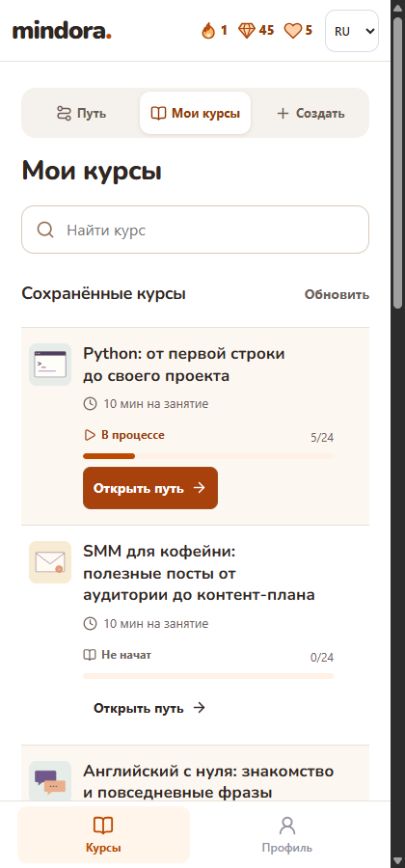 mindora.
1 45 5 RU
Путь Мои курсы Создать
Мои курсы
Найти курс
Сохранённые курсы Обновить
Python: от первой строки
до своего проекта
10 мин на занятие
В процессе 5/24
Открыть путь
SMM для кофейни:
полезные посты от
аудитории до контент-плана
10 мин на занятие
Не начат 0/24
Открыть путь
Английский с нуля: знакомство
и повседневные фразы
Курсы Профиль